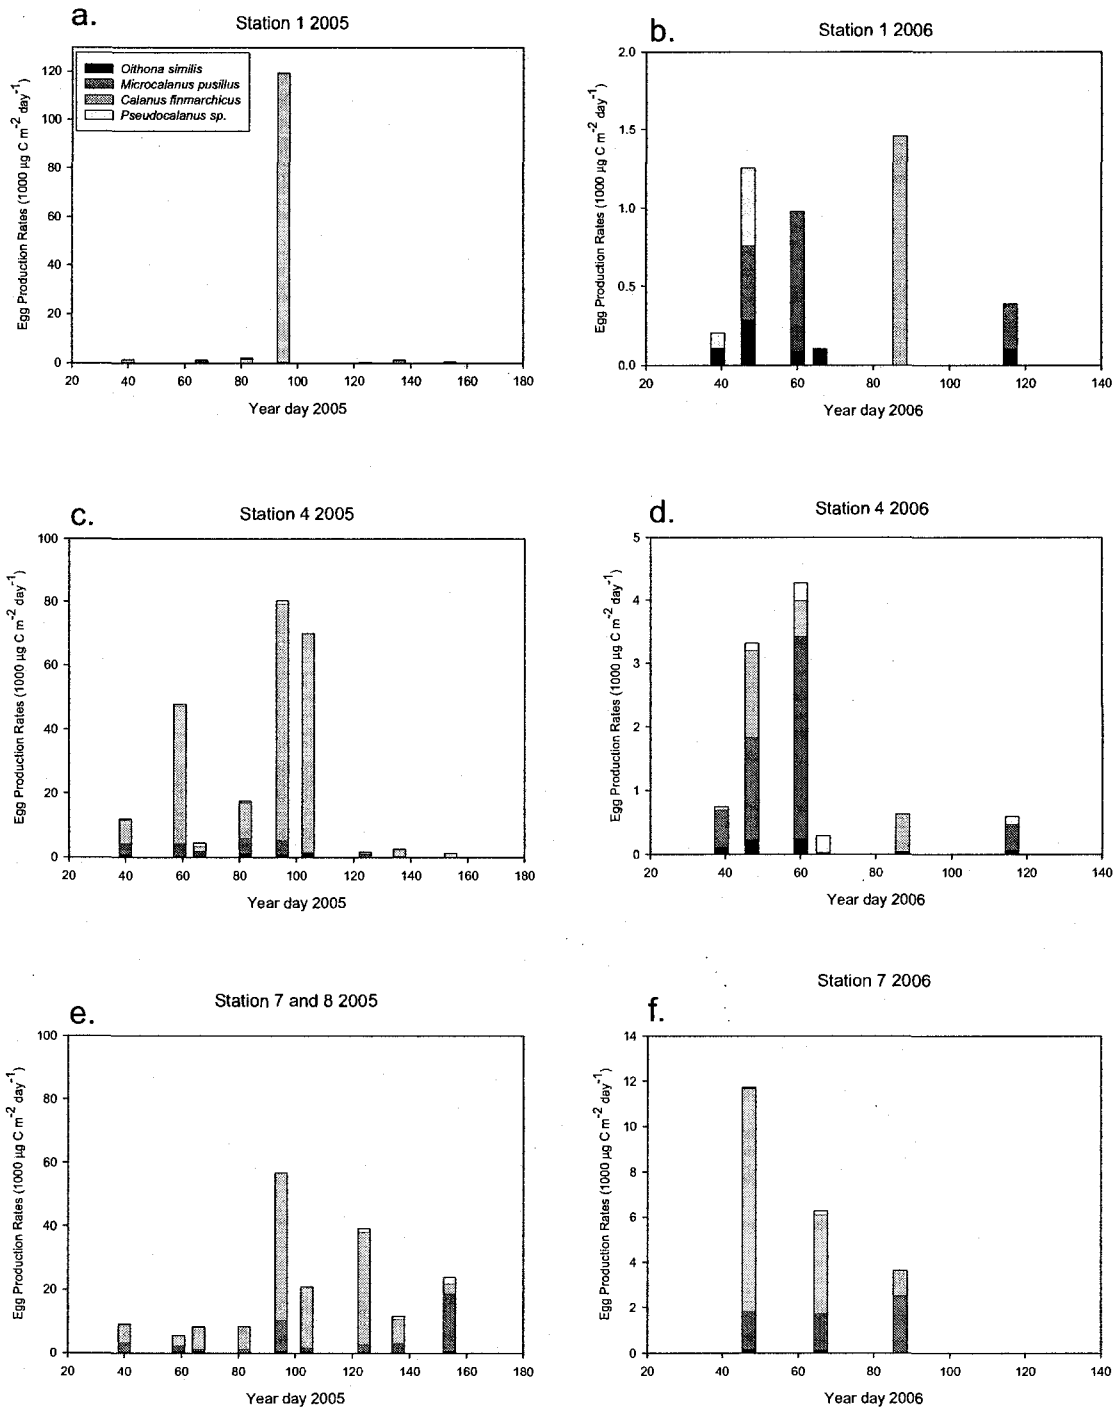 a.
Station 1 2005
Egg Production Rates (1000 µg C m-2 day-1)
120
100
80
60
40
20
0
Oithona similis
Microcalanus pusillus
Calanus finmarchicus
Pseudocalanus sp.
20 40 60 80 100 120 140 160 180
Year day 2005
b.
Station 1 2006
Egg Production Rates (1000 µg C m-2 day-1)
2.0
1.5
1.0
0.5
0.0
20 40 60 80 100 120 140
Year day 2006
c.
Station 4 2005
Egg Production Rates (1000 µg C m-2 day-1)
100
80
60
40
20
0
20 40 60 80 100 120 140 160 180
Year day 2005
d.
Station 4 2006
Egg Production Rates (1000 µg C m-2 day-1)
5
4
3
2
1
0
20 40 60 80 100 120 140
Year day 2006
e.
Station 7 and 8 2005
Egg Production Rates (1000 µg C m-2 day-1)
100
80
60
40
20
0
20 40 60 80 100 120 140 160 180
Year day 2005
f.
Station 7 2006
Egg Production Rates (1000 µg C m-2 day-1)
14
12
10
8
6
4
2
0
20 40 60 80 100 120 140
Year day 2006